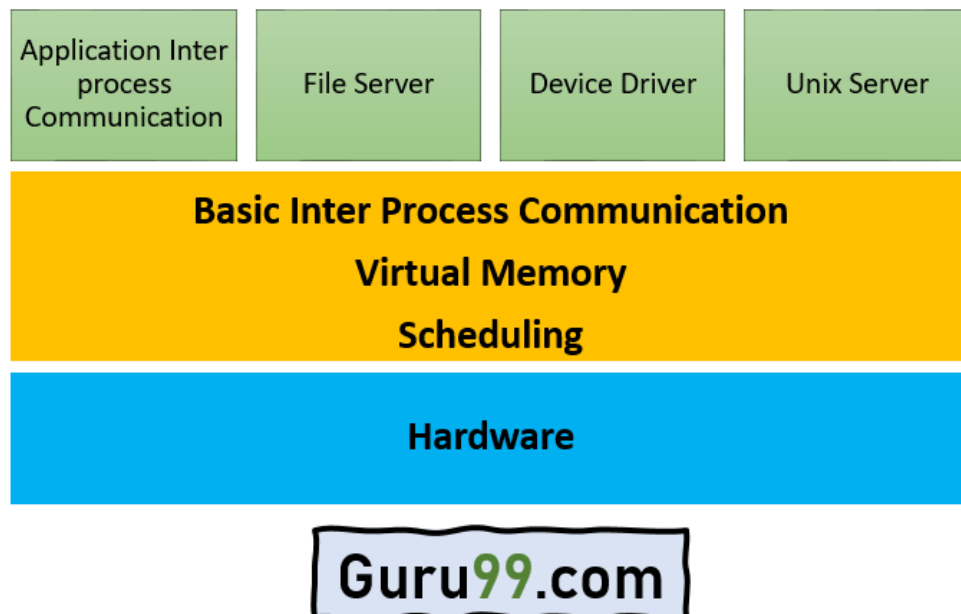 Application Inter
process
Communication
File Server
Device Driver
Unix Server
Basic Inter Process Communication
Virtual Memory
Scheduling
Hardware
Guru99.com